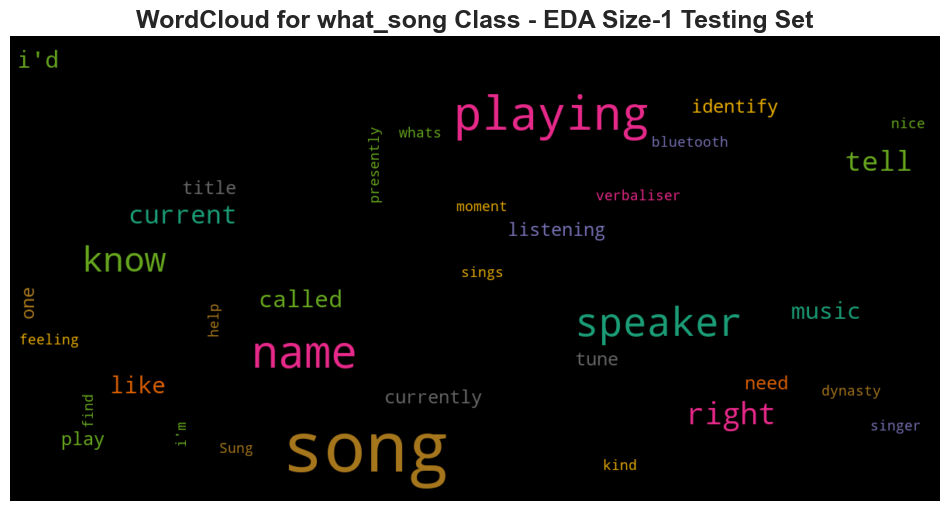 WordCloud for what_song Class - EDA Size-1 Testing Set
i'd
playing
identify
nice
whats
bluetooth
presently
tell
title
verbaliser
current
moment
listening
know
sings
one
called
help
speaker
music
feeling
name
tune
like
currently
need
dynasty
find
right
play
i'm
song
singer
Sung
kind